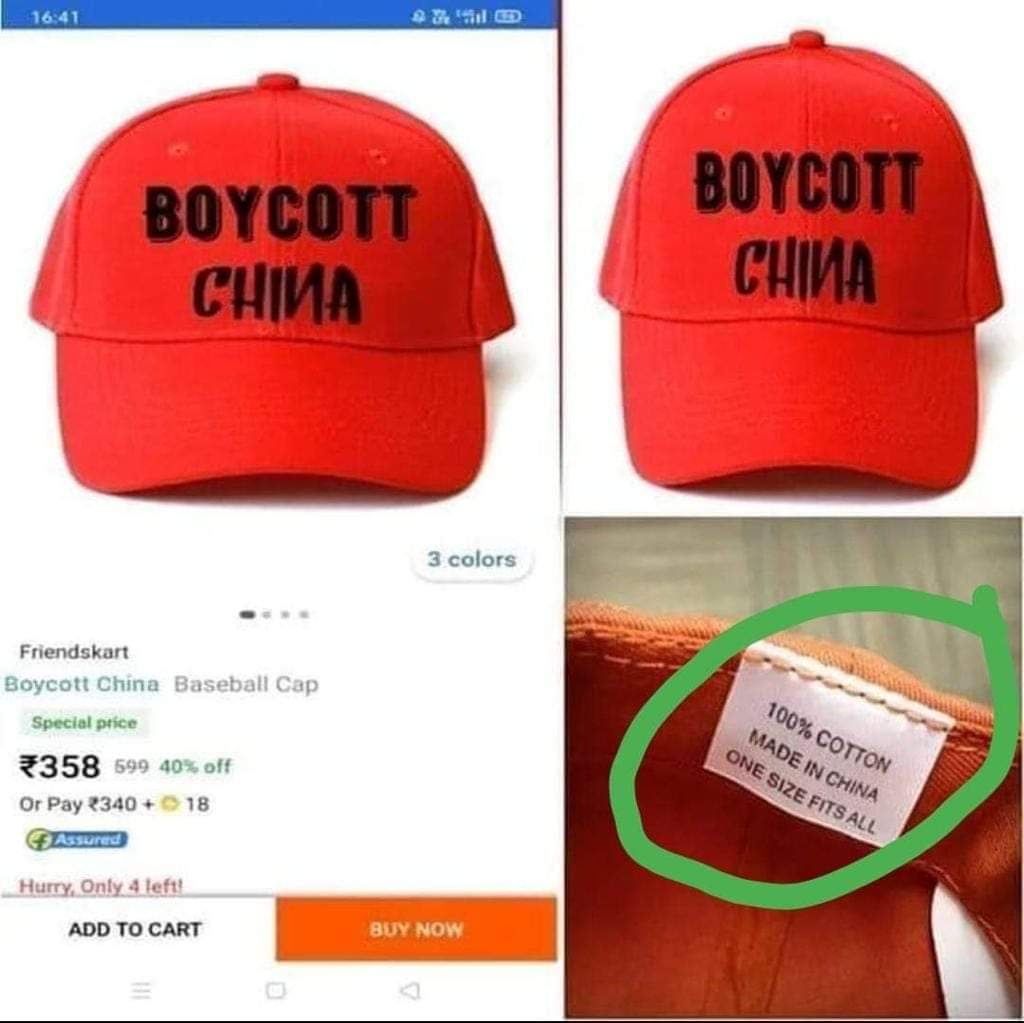 16:41
BOYCOTT
CHINA
3 colors
Friendskart
Boycott China Baseball Cap
Special price
₹358 599 40% off
Or Pay ₹340 + 18
Assured
Hurry, Only 4 left!
ADD TO CART
BUY NOW
BOYCOTT
CHINA
100% COTTON
MADE IN CHINA
ONE SIZE FITS ALL